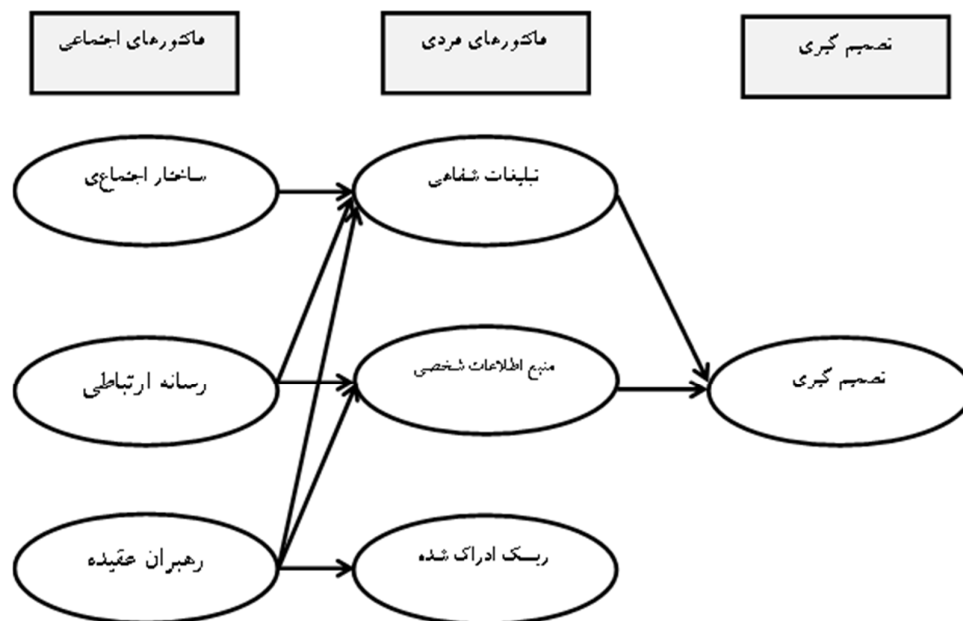 فاکتورهای اجتماعی
فاکتورهای فردی
تصمیم گیری
ساختار اجتماعی
تبلیغات شفاهی
رسانه ارتباطی
منبع اطلاعات شخصی
تصمیم گیری
رهبران عقیده
ریسک ادراک شده